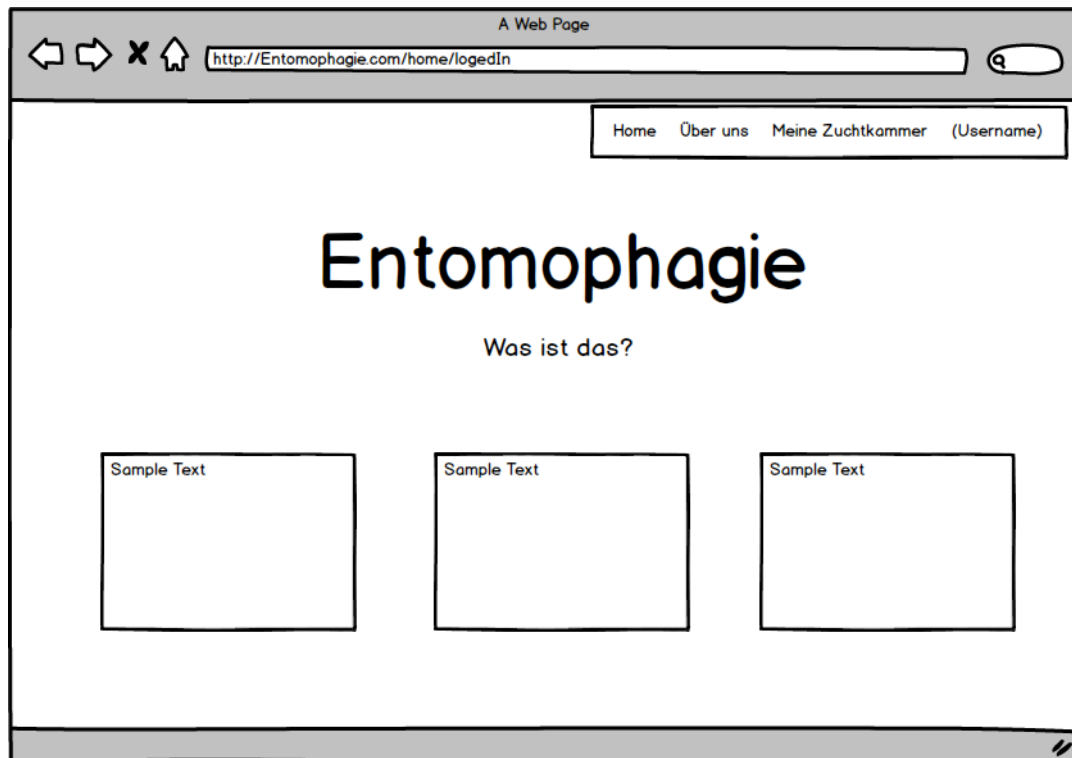 A Web Page
http://Entomophagie.com/home/logedIn
Home Über uns Meine Zuchtkammer (Username)
Entomophagie
Was ist das?
Sample Text Sample Text Sample Text